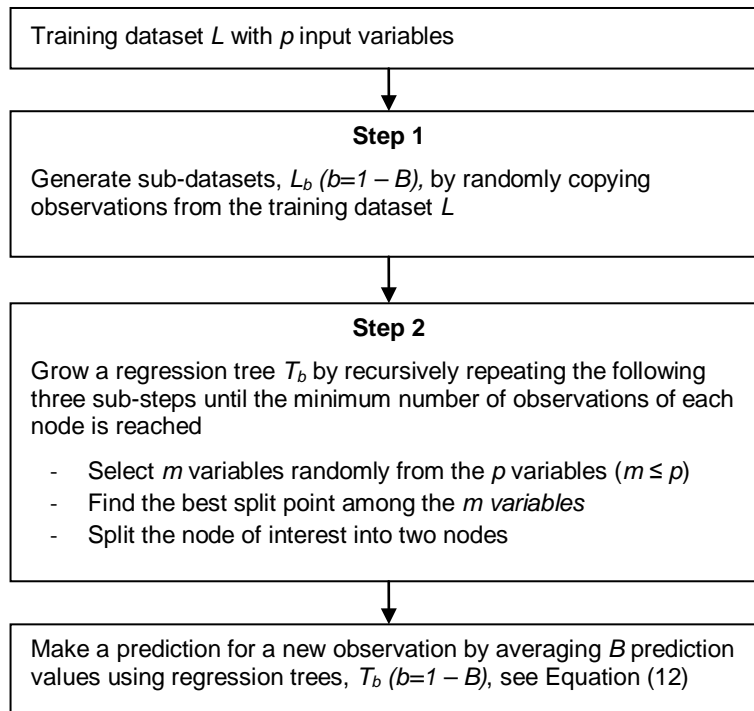 Training dataset L with p input variables
Step 1
Generate sub-datasets, Lb (b=1 – B), by randomly copying
observations from the training dataset L
Step 2
Grow a regression tree Tb by recursively repeating the following
three sub-steps until the minimum number of observations of each
node is reached
- Select m variables randomly from the p variables (m ≤ p)
- Find the best split point among the m variables
- Split the node of interest into two nodes
Make a prediction for a new observation by averaging B prediction
values using regression trees, Tb (b=1 – B), see Equation (12)